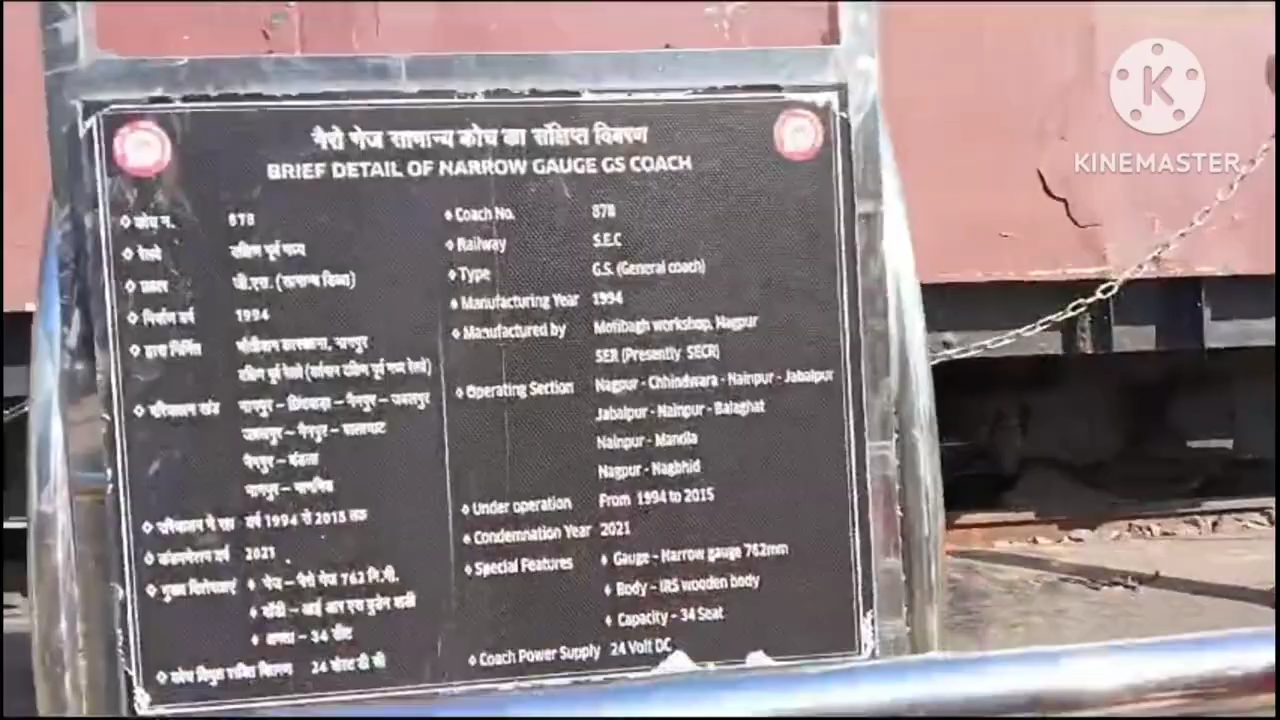 नैरो गेज सामान्य कोच का संक्षिप्त विवरण
BRIEF DETAIL OF NARROW GAUGE GS COACH
कोच न. 878
रेलवे दक्षिण पूर्व मध्य
प्रकार जी.एस. (सामान्य डिब्बा)
निर्माण वर्ष 1994
द्वारा निर्मित मोतीबाग कारखाना, नागपुर
दक्षिण पूर्व रेलवे (वर्तमान दक्षिण पूर्व मध्य रेलवे)
परिचालन खंड नागपुर – छिंदवाड़ा – नैनपुर – जबलपुर
जबलपुर – नैनपुर – बालाघाट
नैनपुर – मंडला
नागपुर – नागभिड
परिचालन में रहा वर्ष 1994 से 2015 तक
कंडमनेशन वर्ष 2021
मुख्य विशेषताएं गेज – नैरो गेज 762 मि.मी.
बॉडी – आई आर एस वुडेन बाडी
क्षमता – 34 सीट
कोच विद्युत शक्ति वितरण 24 वोल्ट डी सी
Coach No. 878
Railway S.E.C
Type G.S. (General coach)
Manufacturing Year 1994
Manufactured by Motibagh workshop, Nagpur
SER (Presently SECR)
Operating Section Nagpur - Chhindwara - Nainpur - Jabalpur
Jabalpur - Nainpur - Balaghat
Nainpur - Mandla
Nagpur - Nagbhid
Under operation From 1994 to 2015
Condemnation Year 2021
Special Features Gauge - Narrow gauge 762mm
Body - IRS wooden body
Capacity - 34 Seat
Coach Power Supply 24 Volt DC
K
KINEMASTER